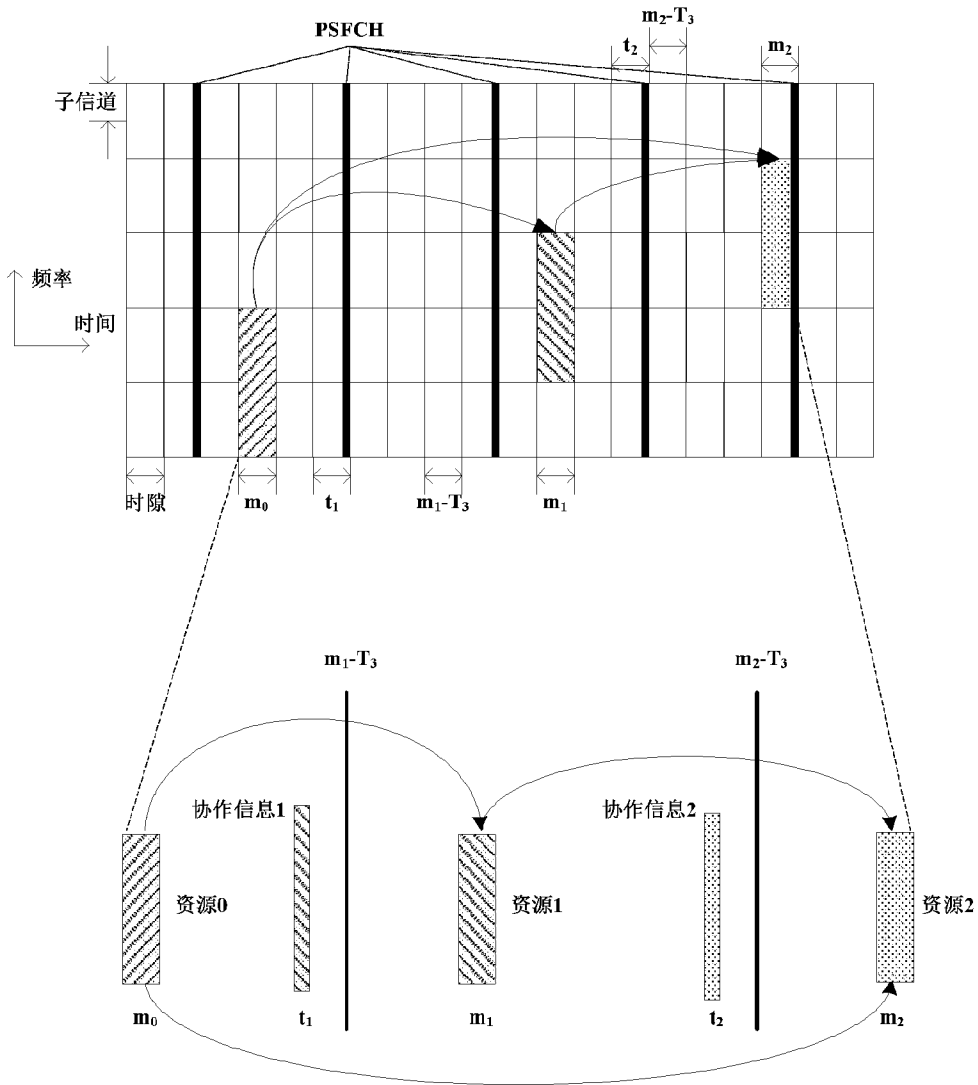 m₂-T₃
PSFCH
t₂
m₂
子信道
频率
时间
时隙
m₀
t₁
m₁-T₃
m₁
m₁-T₃
m₂-T₃
协作信息1
协作信息2
资源0
资源1
资源2
m₀
t₁
m₁
t₂
m₂